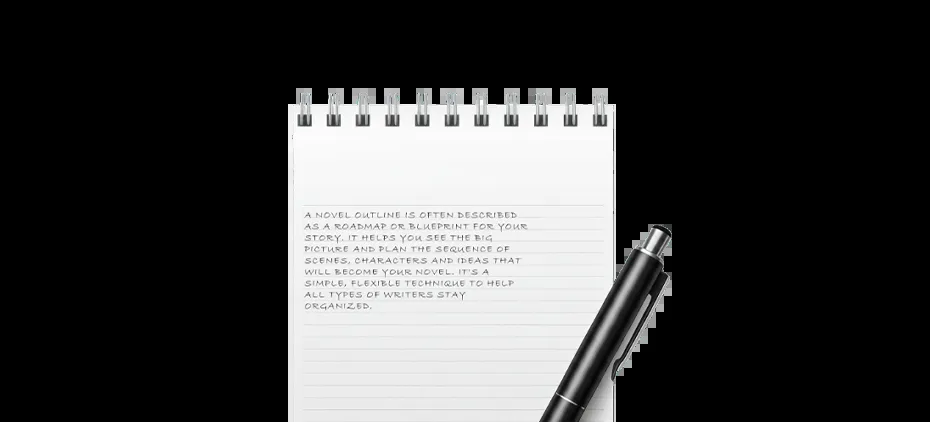 A NOVEL OUTLINE IS OFTEN DESCRIBED
AS A ROADMAP OR BLUEPRINT FOR YOUR
STORY. IT HELPS YOU SEE THE BIG
PICTURE AND PLAN THE SEQUENCE OF
SCENES, CHARACTERS AND IDEAS THAT
WILL BECOME YOUR NOVEL. IT'S A
SIMPLE, FLEXIBLE TECHNIQUE TO HELP
ALL TYPES OF WRITERS STAY
ORGANIZED.